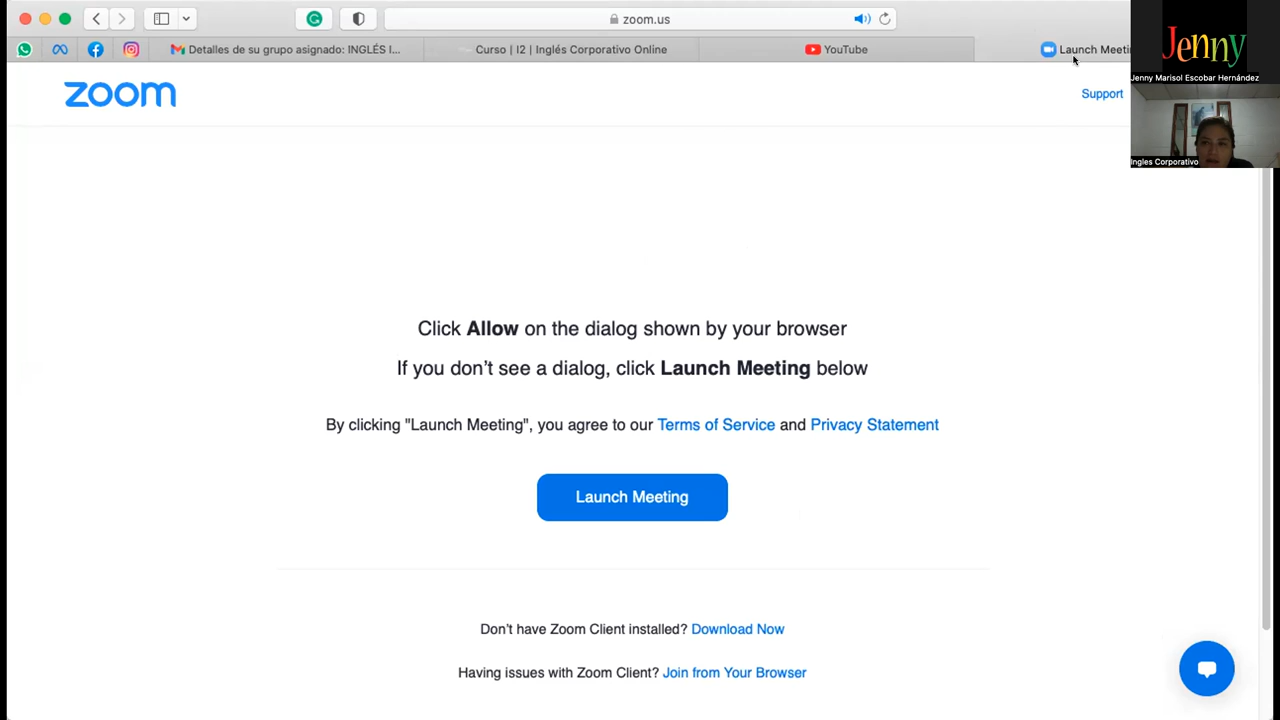 zoom.us
Detalles de su grupo asignado: INGLÉS I...
Curso | I2 | Inglés Corporativo Online
YouTube
Launch Meetin
Jenny
Jenny Marisol Escobar Hernández
Ingles Corporativo
zoom
Support
Click Allow on the dialog shown by your browser
If you don’t see a dialog, click Launch Meeting below
By clicking "Launch Meeting", you agree to our Terms of Service and Privacy Statement
Launch Meeting
Don’t have Zoom Client installed? Download Now
Having issues with Zoom Client? Join from Your Browser